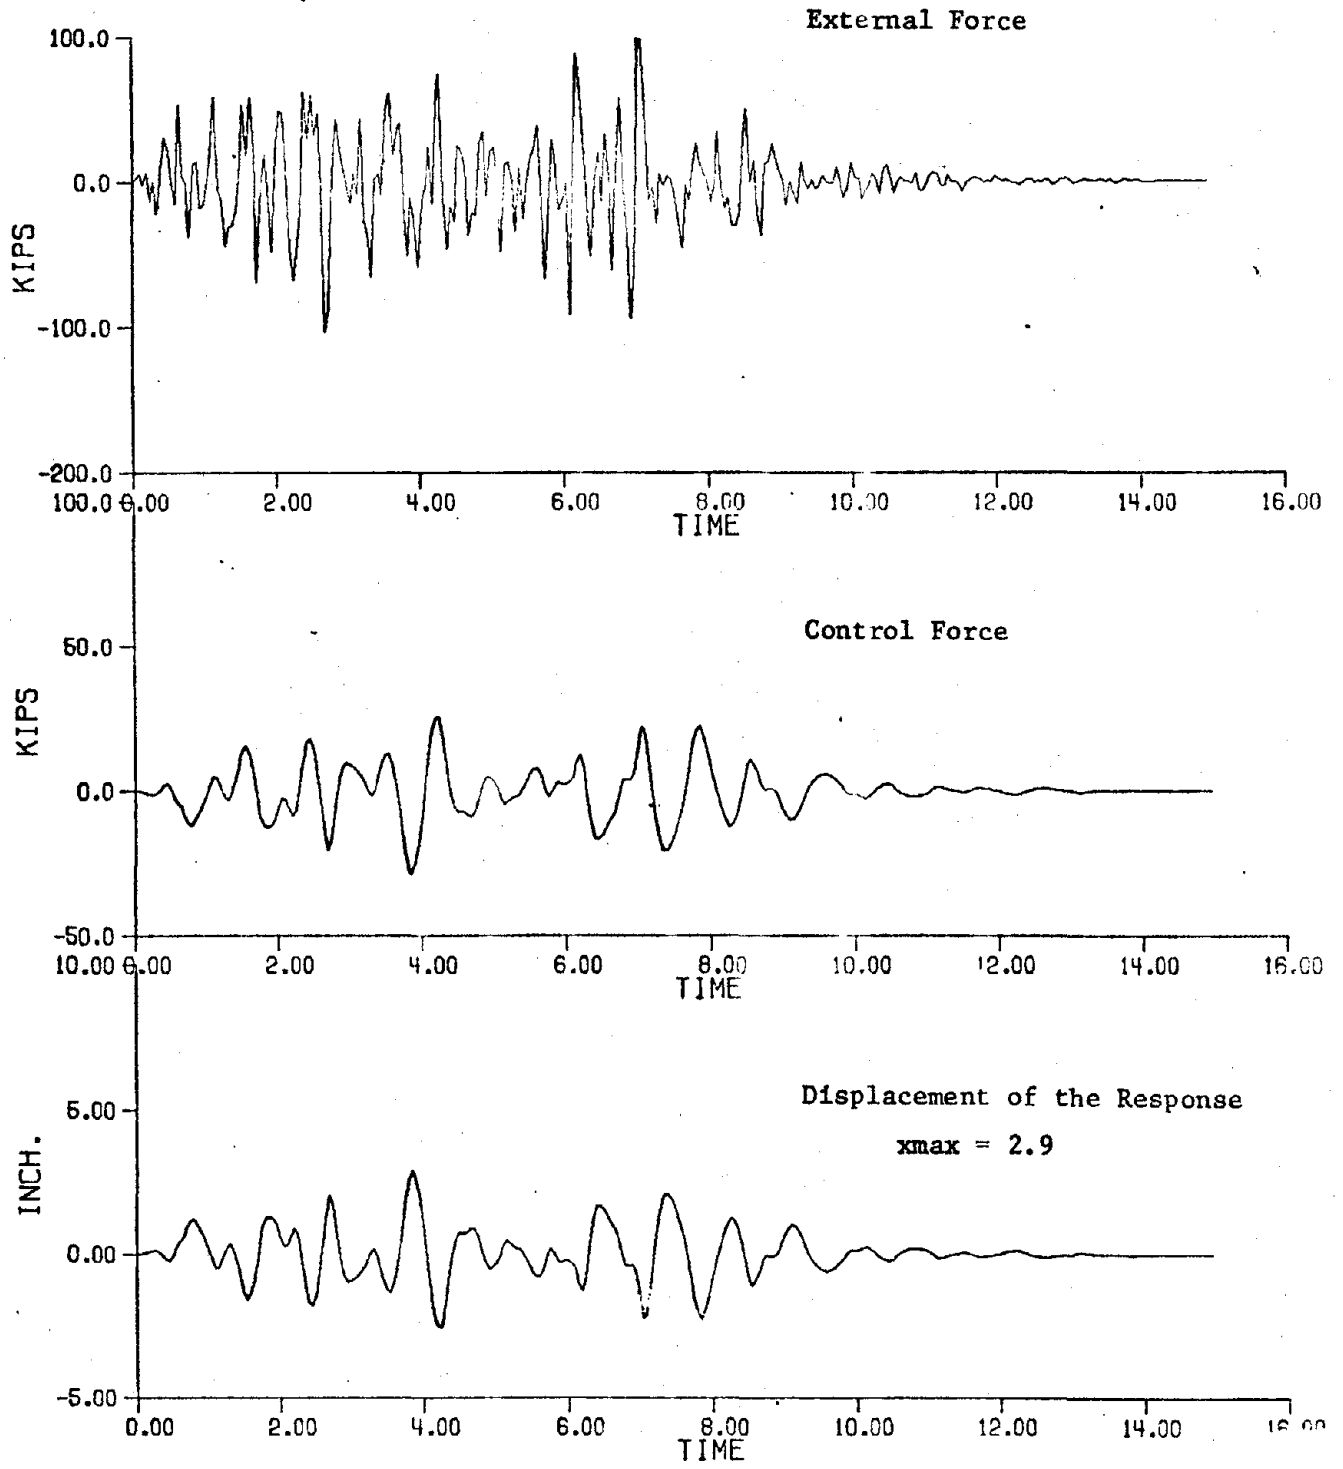 External Force
100.0
0.0
-100.0
-200.0
KIPS
0.00 2.00 4.00 6.00 8.00 10.00 12.00 14.00 16.00
TIME
100.0
Control Force
50.0
0.0
-50.0
KIPS
0.00 2.00 4.00 6.00 8.00 10.00 12.00 14.00 16.00
TIME
10.00
Displacement of the Response
xmax = 2.9
5.00
0.00
-5.00
INCH.
0.00 2.00 4.00 6.00 8.00 10.00 12.00 14.00
TIME